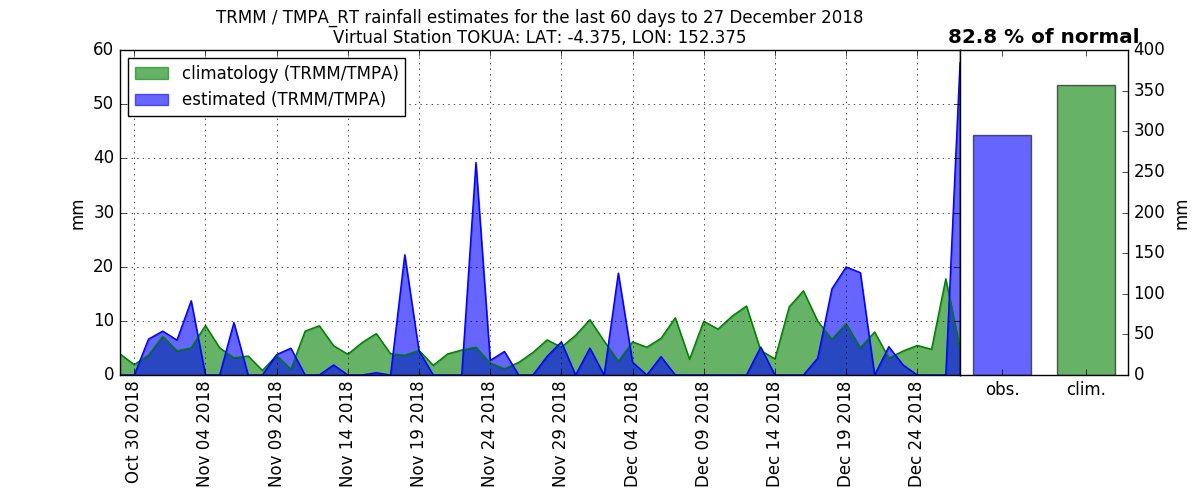 TRMM / TMPA_RT rainfall estimates for the last 60 days to 27 December 2018
Virtual Station TOKUA: LAT: -4.375, LON: 152.375
82.8 % of normal
climatology (TRMM/TMPA)
estimated (TRMM/TMPA)
mm
60
50
40
30
20
10
0
Oct 30 2018
Nov 04 2018
Nov 09 2018
Nov 14 2018
Nov 19 2018
Nov 24 2018
Nov 29 2018
Dec 04 2018
Dec 09 2018
Dec 14 2018
Dec 19 2018
Dec 24 2018
obs.
clim.
400
350
300
250
200
150
100
50
0
mm